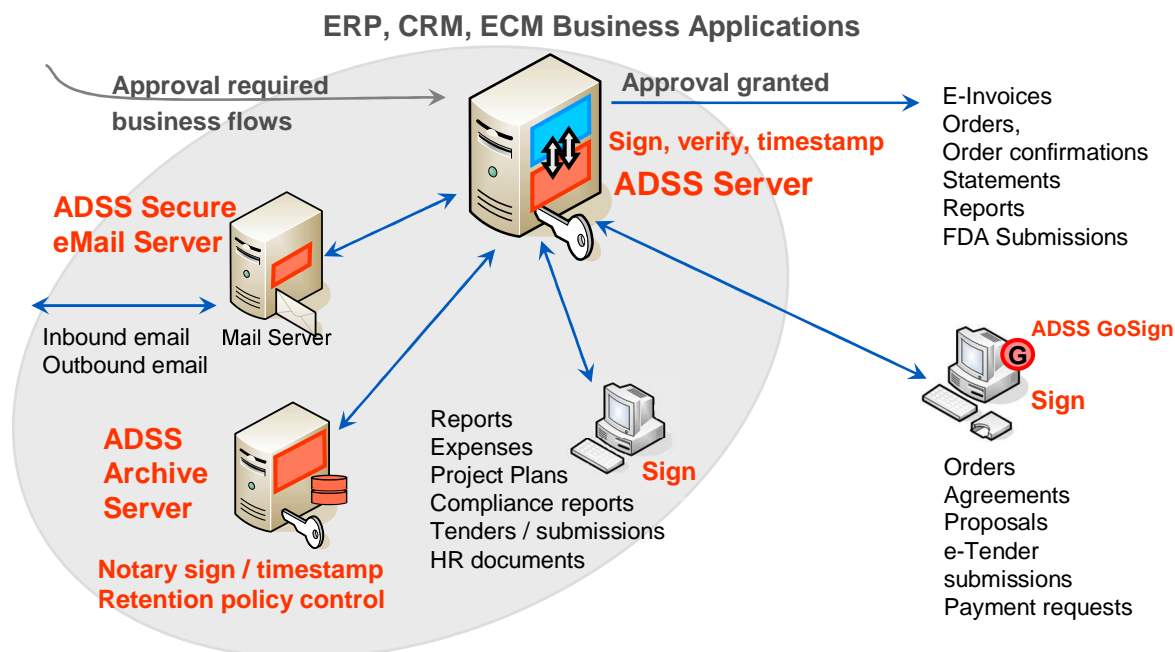 ERP, CRM, ECM Business Applications
Approval required
business flows
Approval granted
Sign, verify, timestamp
ADSS Server
E-Invoices
Orders,
Order confirmations
Statements
Reports
FDA Submissions
ADSS Secure
eMail Server
Mail Server
Inbound email
Outbound email
ADSS GoSign
G
Sign
ADSS
Archive
Server
Notary sign / timestamp
Retention policy control
Reports
Expenses
Project Plans
Compliance reports
Tenders / submissions
HR documents
Sign
Orders
Agreements
Proposals
e-Tender
submissions
Payment requests